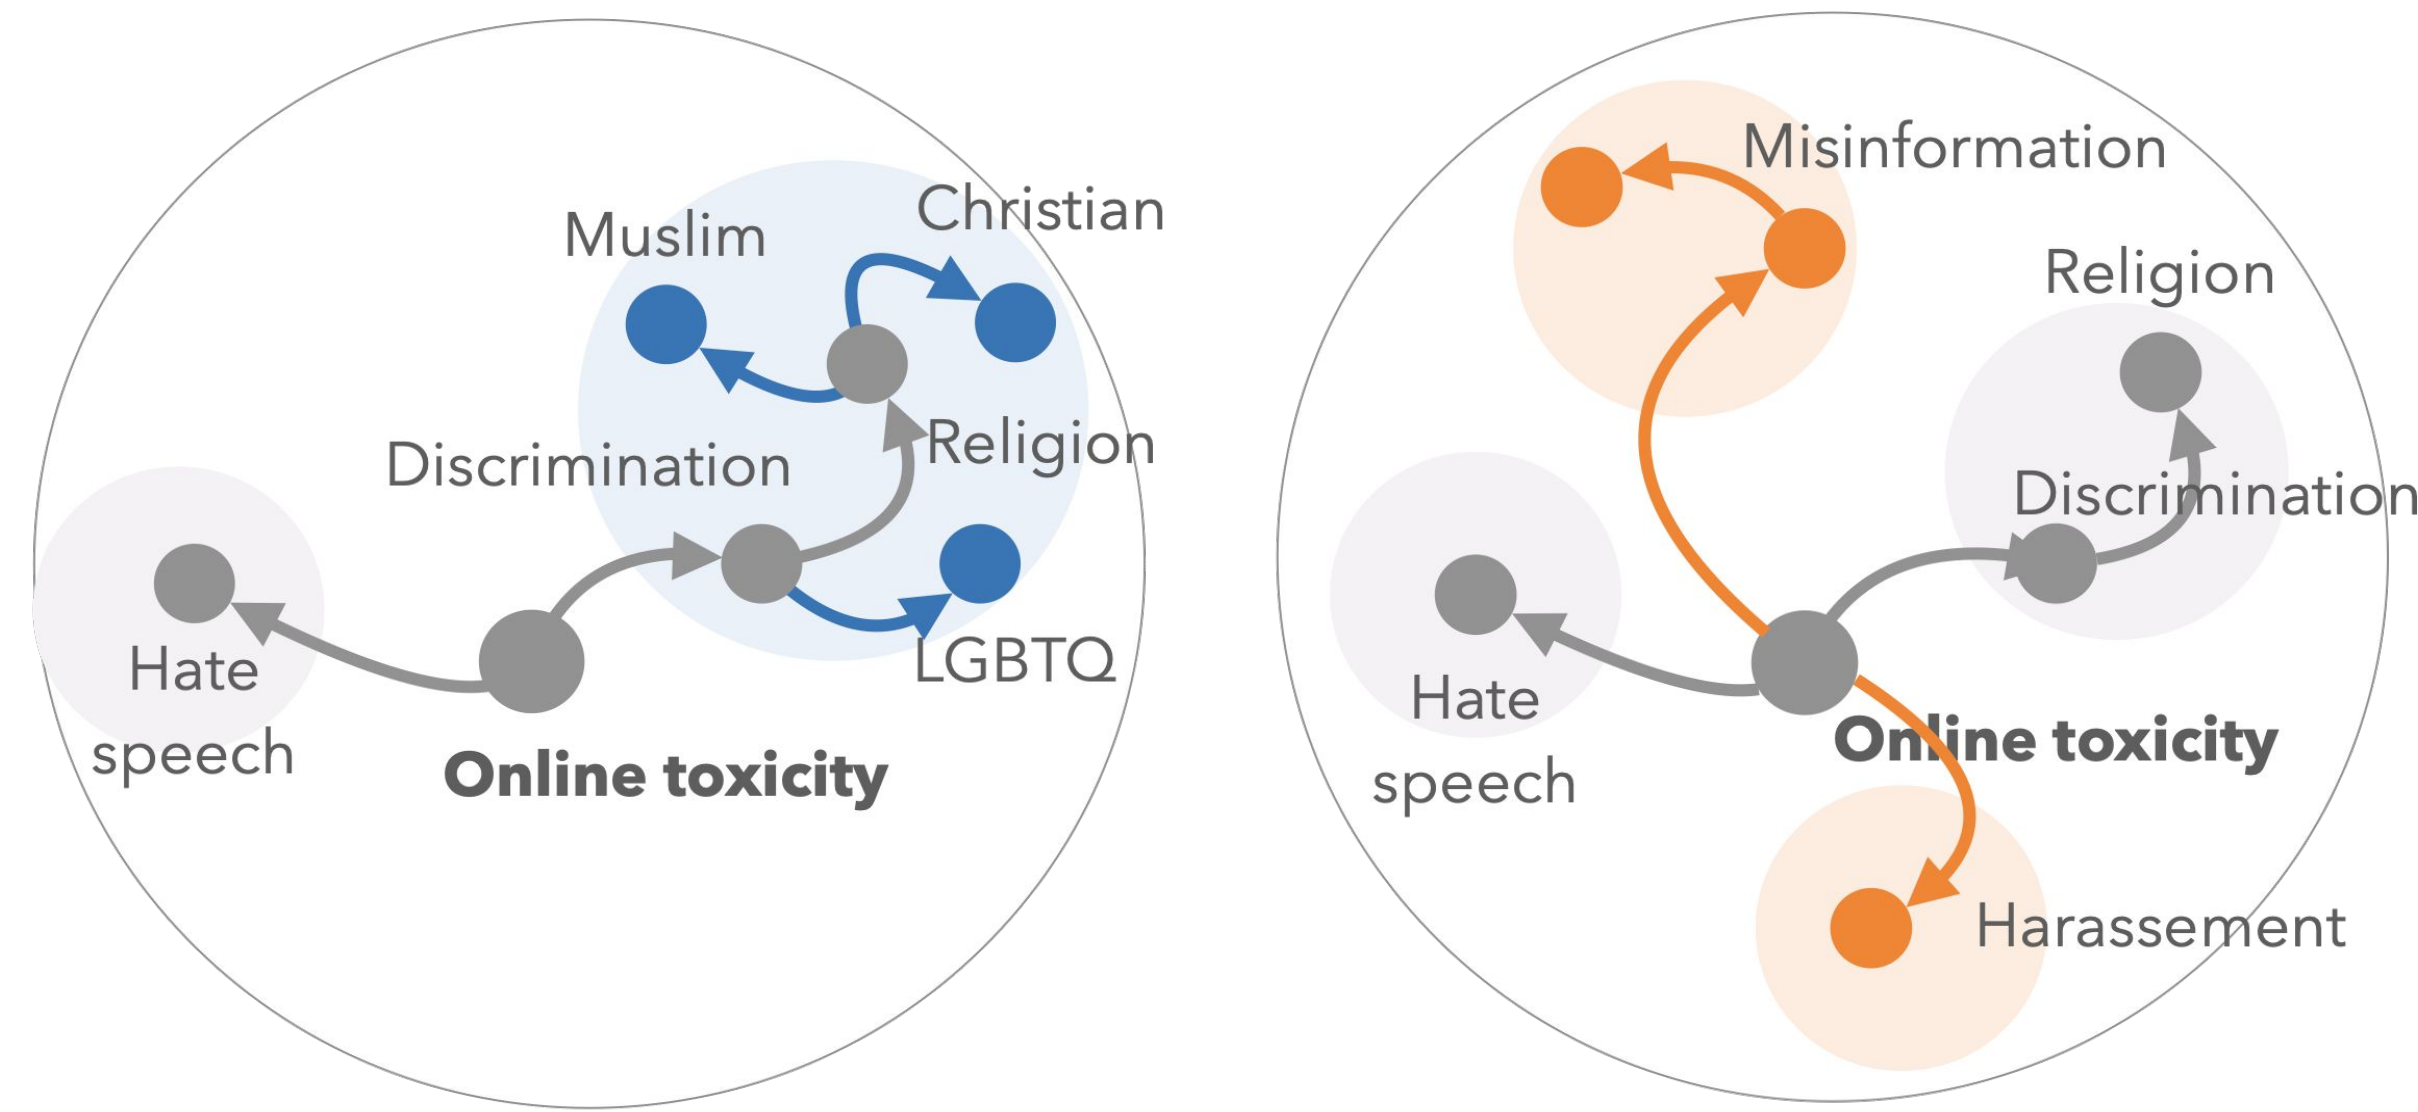 Muslim
Christian
Discrimination
Religion
Hate
speech
LGBTQ
Online toxicity
Misinformation
Religion
Discrimination
Hate
speech
Online toxicity
Harassement